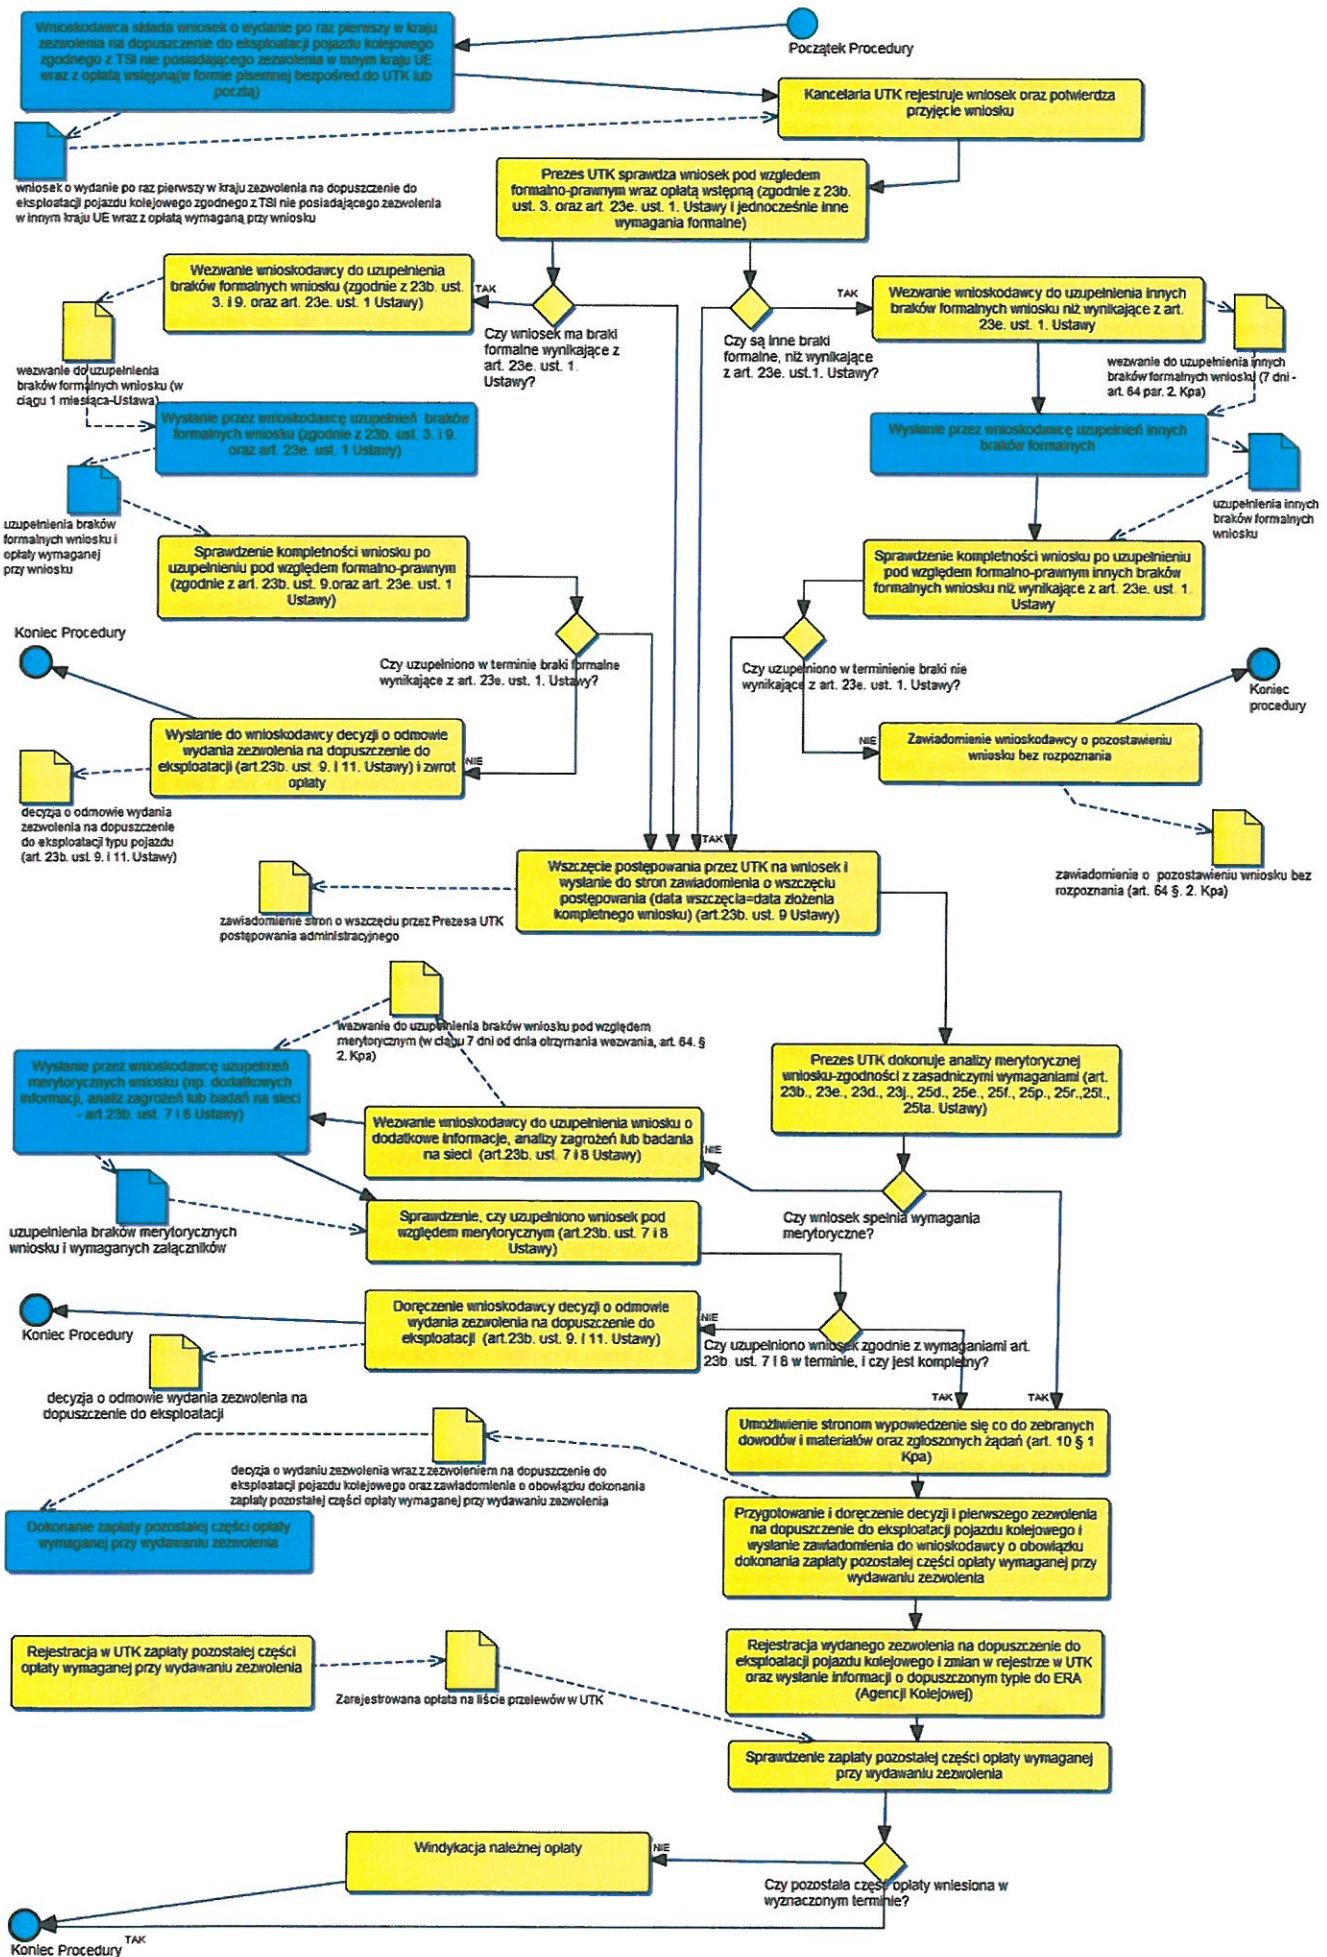 Wnioskodawca składa wniosek o wydanie po raz pierwszy w kraju
zezwolenia na dopuszczenie do eksploatacji pojazdu kolejowego
zgodnego z TSI nie posiadającego zezwolenia w innym kraju UE
wraz z opłatą wstępną(w formie pisemnej bezpośred.do UTK lub
pocztą)
Początek Procedury
Kancelaria UTK rejestruje wniosek oraz potwierdza
przyjęcie wniosku
wniosek o wydanie po raz pierwszy w kraju zezwolenia na dopuszczenie do
eksploatacji pojazdu kolejowego zgodnego z TSI nie posiadającego zezwolenia
w innym kraju UE wraz z opłatą wymaganą przy wniosku
Prezes UTK sprawdza wniosek pod względem
formalno-prawnym wraz opłatą wstępną (zgodnie z 23b.
ust. 3. oraz art. 23e. ust. 1. Ustawy i jednocześnie inne
wymagania formalne)
Wezwanie wnioskodawcy do uzupełnienia
braków formalnych wniosku (zgodnie z 23b. ust.
3. i 9. oraz art. 23e. ust. 1 Ustawy)
TAK
Czy wniosek ma braki
formalne wynikające z
art. 23e. ust. 1.
Ustawy?
TAK
Czy są inne braki
formalne, niż wynikające
z art. 23e. ust.1. Ustawy?
Wezwanie wnioskodawcy do uzupełnienia innych
braków formalnych wniosku niż wynikające z art.
23e. ust. 1. Ustawy
wezwanie do uzupełnienia
braków formalnych wniosku (w
ciągu 1 miesiąca-Ustawa)
wezwanie do uzupełnienia innych
braków formalnych wniosku (7 dni -
art. 64 par. 2. Kpa)
Wysłanie przez wnioskodawcę uzupełnień braków
formalnych wniosku (zgodnie z 23b. ust. 3. i 9.
oraz art. 23e. ust. 1 Ustawy)
Wysłanie przez wnioskodawcę uzupełnień innych
braków formalnych
uzupełnienia braków
formalnych wniosku i
opłaty wymaganej
przy wniosku
uzupełnienia innych
braków formalnych
wniosku
Sprawdzenie kompletności wniosku po
uzupełnieniu pod względem formalno-prawnym
(zgodnie z art. 23b. ust. 9.oraz art. 23e. ust. 1
Ustawy)
Sprawdzenie kompletności wniosku po uzupełnieniu
pod względem formalno-prawnym innych braków
formalnych wniosku niż wynikające z art. 23e. ust. 1.
Ustawy
Koniec Procedury
Czy uzupełniono w terminie braki formalne
wynikające z art. 23e. ust. 1. Ustawy?
Czy uzupełniono w terminienie braki nie
wynikające z art. 23e. ust. 1. Ustawy?
Koniec
procedury
Wysłanie do wnioskodawcy decyzji o odmowie
wydania zezwolenia na dopuszczenie do
eksploatacji (art.23b. ust. 9. i 11. Ustawy) i zwrot
opłaty
NIE
NIE
Zawiadomienie wnioskodawcy o pozostawieniu
wniosku bez rozpoznania
decyzja o odmowie wydania
zezwolenia na dopuszczenie
do eksploatacji typu pojazdu
(art. 23b. ust. 9. i 11. Ustawy)
TAK
Wszczęcie postępowania przez UTK na wniosek i
wysłanie do stron zawiadomienia o wszczęciu
postępowania (data wszczęcia=data złożenia
kompletnego wniosku) (art.23b. ust. 9 Ustawy)
zawiadomienie o pozostawieniu wniosku bez
rozpoznania (art. 64 §. 2. Kpa)
zawiadomienie stron o wszczęciu przez Prezesa UTK
postępowania administracyjnego
wezwanie do uzupełnienia braków wniosku pod względem
merytorycznym (w ciągu 7 dni od dnia otrzymania wezwania, art. 64. §
2. Kpa)
Wysłanie przez wnioskodawcę uzupełnień
merytorycznych wniosku (np. dodatkowych
informacji, analiz zagrożeń lub badań na sieci
- art 23b. ust. 7 i 8 Ustawy)
Prezes UTK dokonuje analizy merytorycznej
wniosku-zgodności z zasadniczymi wymaganiami (art.
23b., 23e., 23d., 23j., 25d., 25e., 25f., 25p., 25r.,25t.,
25ta. Ustawy)
Wezwanie wnioskodawcy do uzupełnienia wniosku o
dodatkowe informacje, analizy zagrożeń lub badania
na sieci (art.23b. ust. 7 i 8 Ustawy)
NIE
Czy wniosek spełnia wymagania
merytoryczne?
uzupełnienia braków merytorycznych
wniosku i wymaganych załączników
Sprawdzenie, czy uzupełniono wniosek pod
względem merytorycznym (art.23b. ust. 7 i 8
Ustawy)
Koniec Procedury
Doręczenie wnioskodawcy decyzji o odmowie
wydania zezwolenia na dopuszczenie do
eksploatacji (art.23b. ust. 9. i 11. Ustawy)
NIE
Czy uzupełniono wniosek zgodnie z wymaganiami art.
23b. ust. 7 i 8 w terminie, i czy jest kompletny?
decyzja o odmowie wydania zezwolenia na
dopuszczenie do eksploatacji
TAK
TAK
Umożliwienie stronom wypowiedzenie się co do zebranych
dowodów i materiałów oraz zgłoszonych żądań (art. 10 § 1
Kpa)
decyzja o wydaniu zezwolenia wraz z zezwoleniem na dopuszczenie do
eksploatacji pojazdu kolejowego oraz zawiadomienie o obowiązku dokonania
zapłaty pozostałej części opłaty wymaganej przy wydawaniu zezwolenia
Dokonanie zapłaty pozostałej części opłaty
wymaganej przy wydawaniu zezwolenia
Przygotowanie i doręczenie decyzji i pierwszego zezwolenia
na dopuszczenie do eksploatacji pojazdu kolejowego i
wysłanie zawiadomienia do wnioskodawcy o obowiązku
dokonania zapłaty pozostałej części opłaty wymaganej przy
wydawaniu zezwolenia
Rejestracja w UTK zapłaty pozostałej części
opłaty wymaganej przy wydawaniu zezwolenia
Zarejestrowana opłata na liście przelewów w UTK
Rejestracja wydanego zezwolenia na dopuszczenie do
eksploatacji pojazdu kolejowego i zmian w rejestrze w UTK
oraz wysłanie informacji o dopuszczonym typie do ERA
(Agencji Kolejowej)
Sprawdzenie zapłaty pozostałej części opłaty wymaganej
przy wydawaniu zezwolenia
Windykacja należnej opłaty
NIE
Czy pozostała część opłaty wniesiona w
wyznaczonym terminie?
TAK
Koniec Procedury